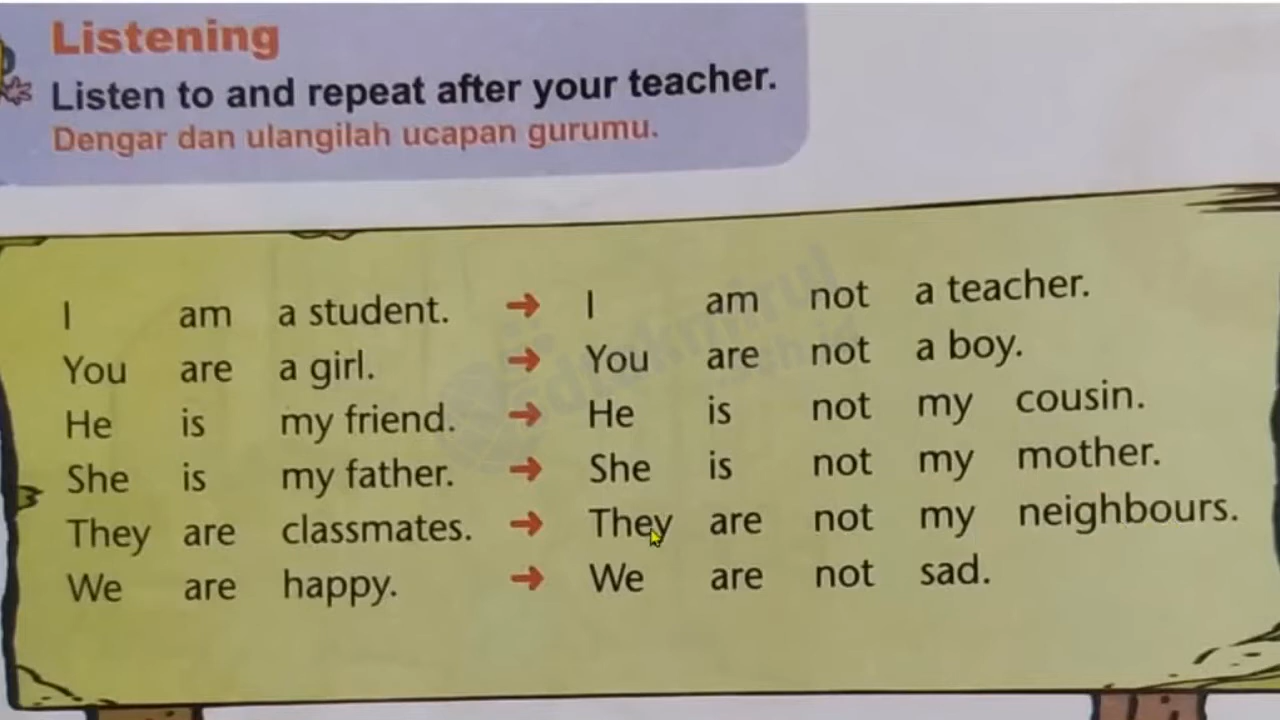 Listening
Listen to and repeat after your teacher.
Dengar dan ulangilah ucapan gurumu.
I am a student. → I am not a teacher.
You are a girl. → You are not a boy.
He is my friend. → He is not my cousin.
She is my father. → She is not my mother.
They are classmates. → They are not my neighbours.
We are happy. → We are not sad.